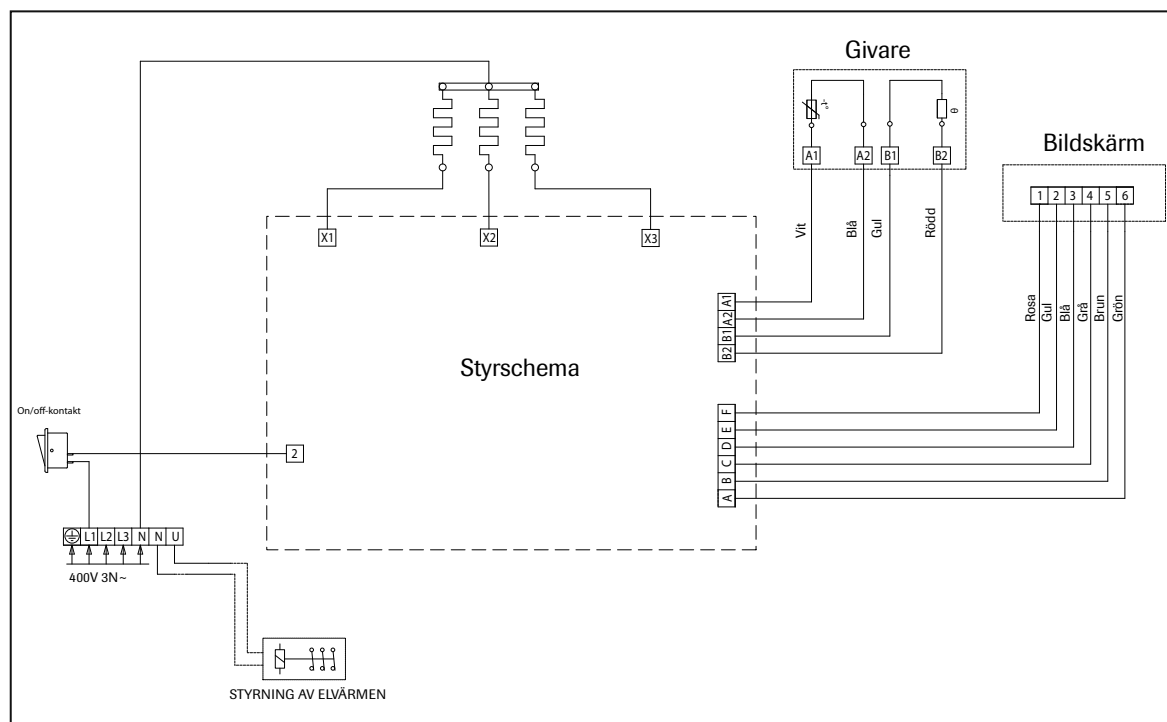 Givare
-t°
θ
A1 A2 B1 B2
Bildskärm
1 2 3 4 5 6
Vit
Blå
Gul
Rödd
X1 X2 X3
Rosa
Gul
Blå
Grå
Brun
Grön
A1
A2
B1
B2
Styrschema
On/off-kontakt
2
F
E
D
C
B
A
L1 L2 L3 N N U
400V 3N~
STYRNING AV ELVÄRMEN